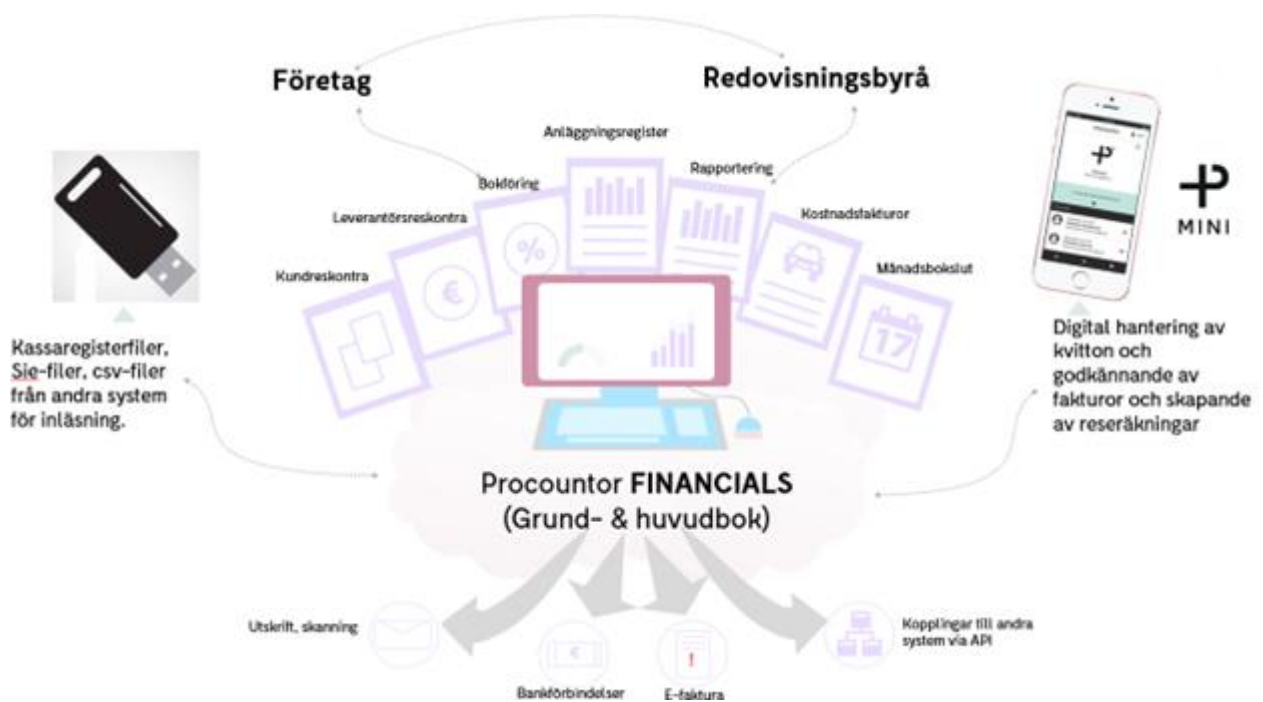 Företag
Redovisningsbyrå
Anläggningsregister
Bokföring
Rapportering
Leverantörsreskontra
Kostnadsfakturor
Kundreskontra
Månadsbokslut
%
€
17
MINI
Kassaregisterfiler,
Sie-filer, csv-filer
från andra system
för inläsning.
Digital hantering av
kvitton och
godkännande av
fakturor och skapande
av reseräkningar
Procountor FINANCIALS
(Grund- & huvudbok)
Utskrift, skanning
Kopplingar till andra
system via API
€
!
Bankförbindelser
E-faktura